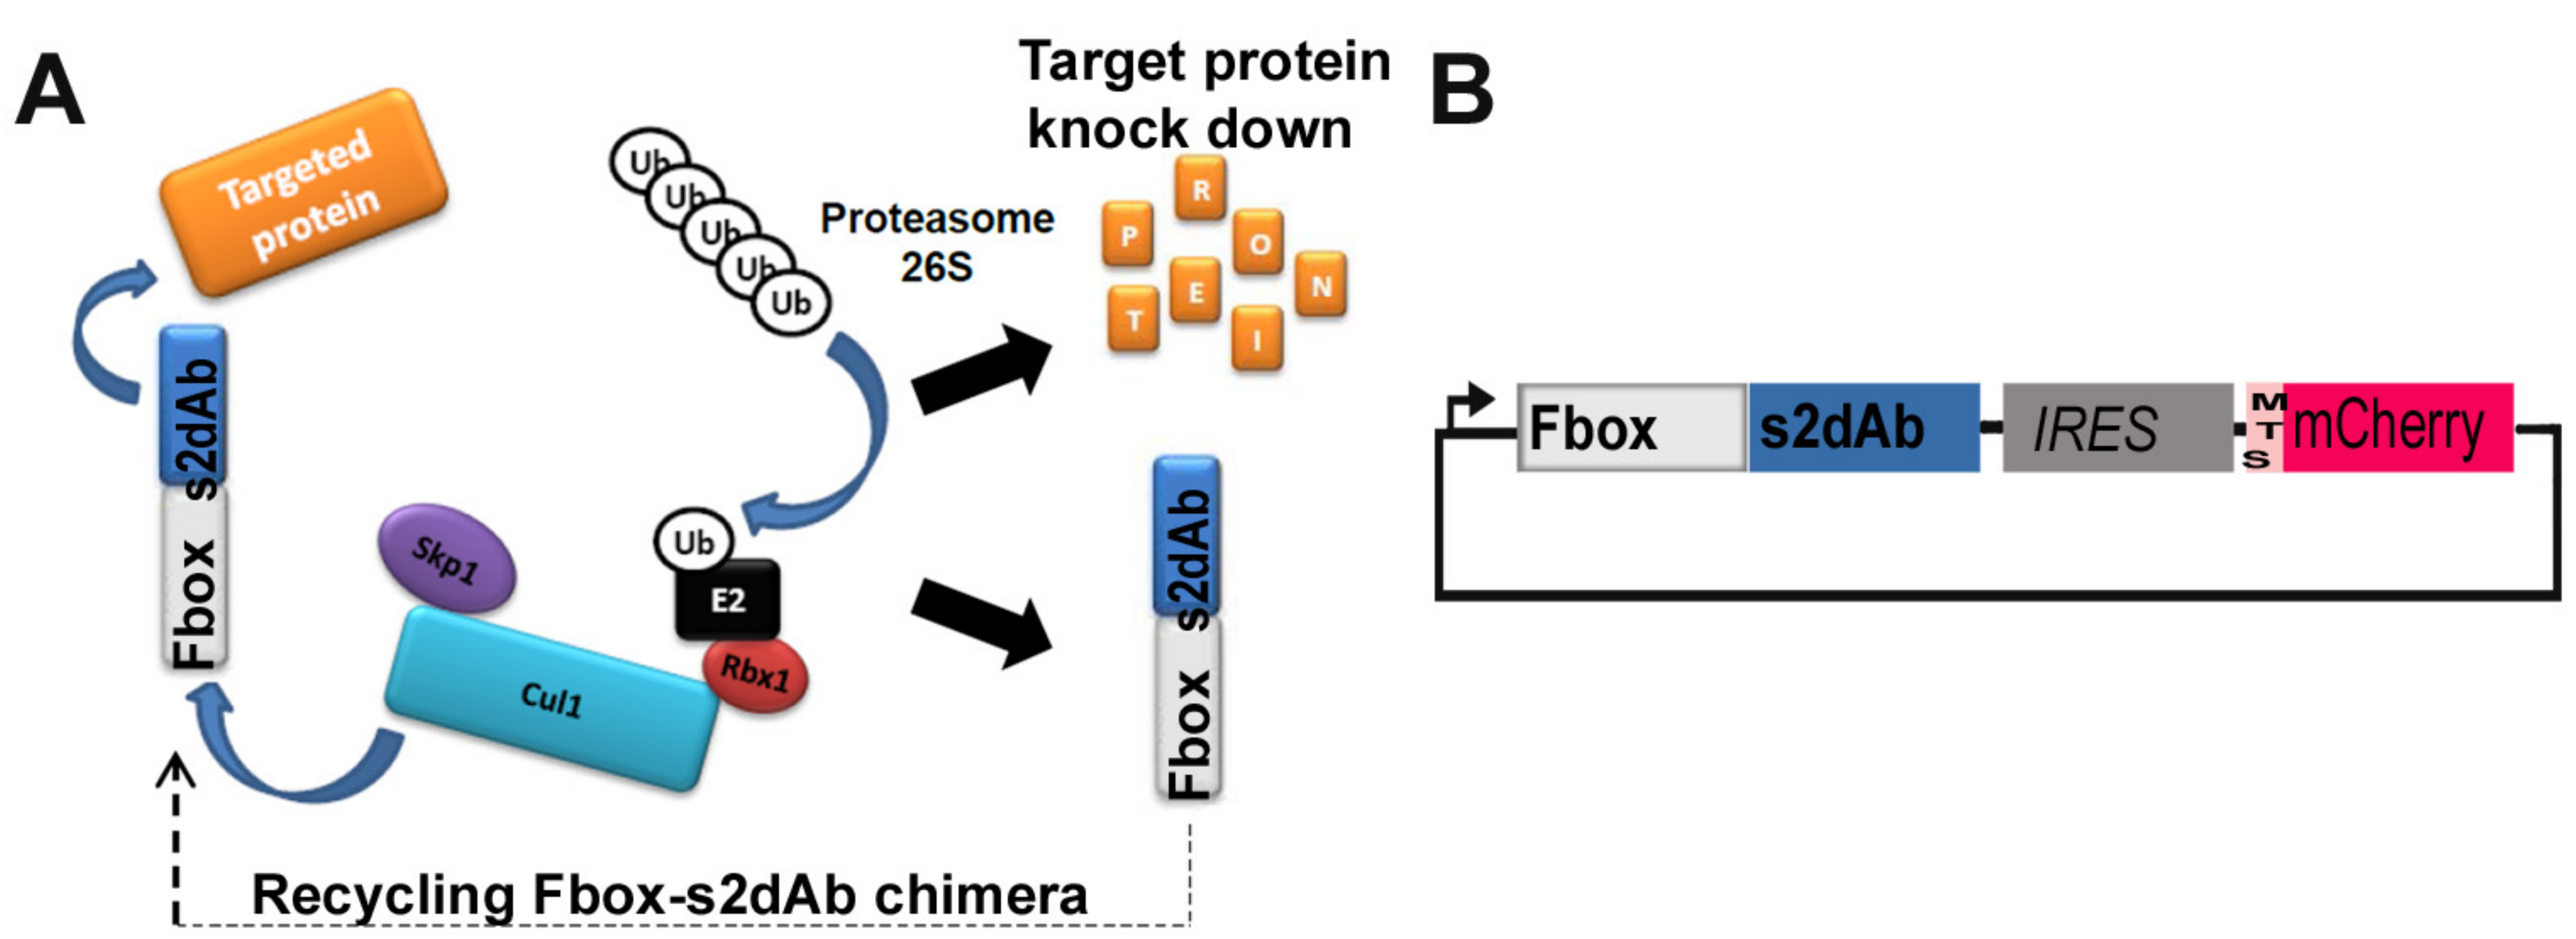 A
Targeted
protein
s2dAb
Fbox
Ub
Ub
Ub
Ub
Ub
Proteasome
26S
Target protein
knock down
R
P
O
E
N
T
I
Skp1
Ub
E2
Rbx1
Cul1
s2dAb
Fbox
Recycling Fbox-s2dAb chimera
B
Fbox
s2dAb
IRES
MTS
mCherry